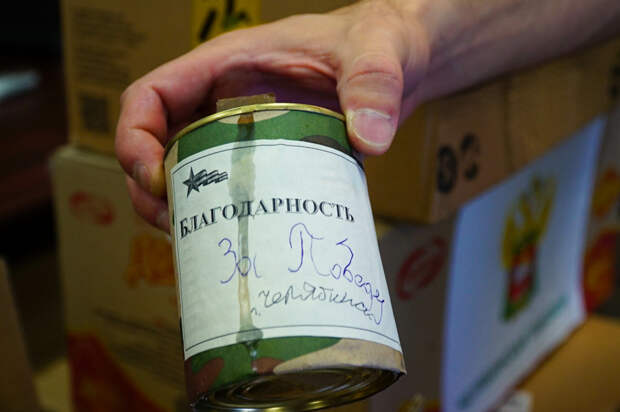 Благодарность
За Победу
г. Челябинск